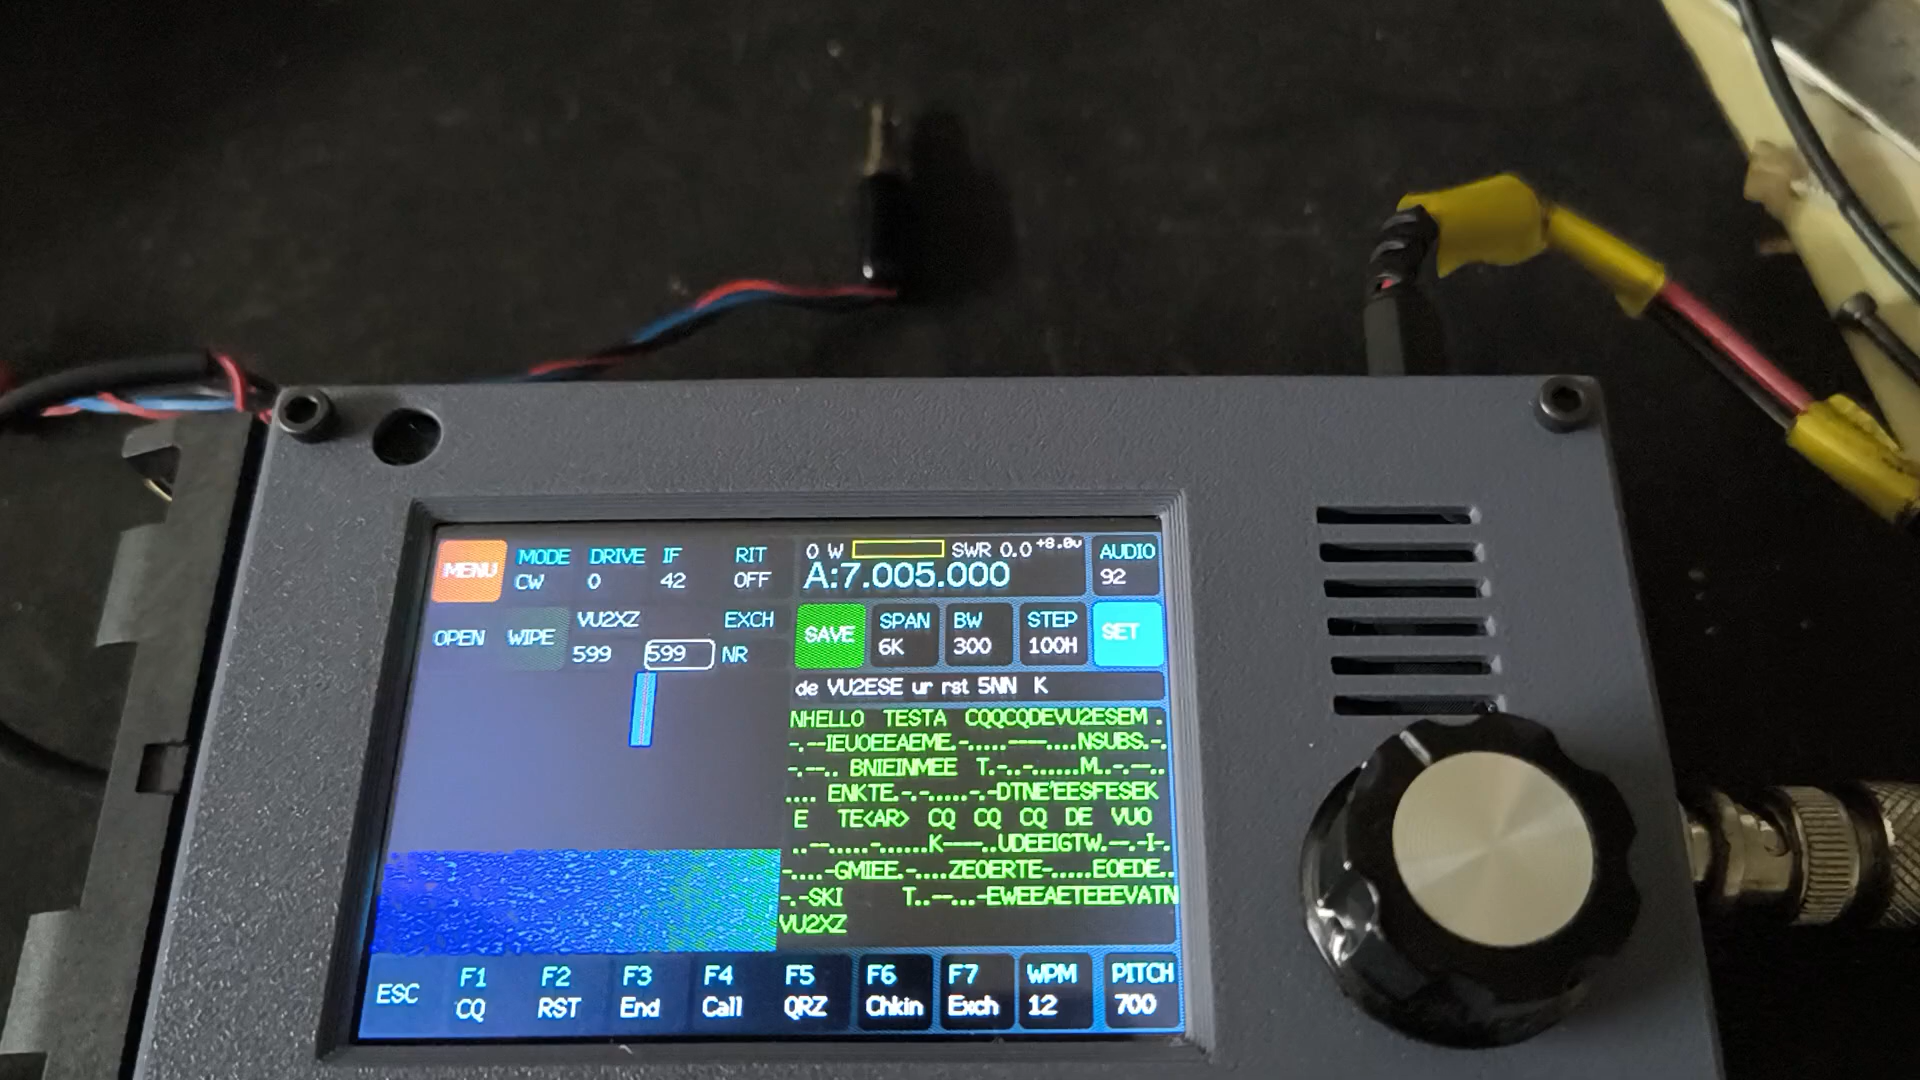 MENU MODE DRIVE IF RIT
CW 0 42 OFF
0 W SWR 0.0 +8.0v
A:7.005.000
AUDIO
92
OPEN WIPE VU2XZ EXCH
599 599 NR
SAVE SPAN BW STEP SET
6K 300 100H
de VU2ESE ur rst 5NN K
NHELLO TESTA CQQCQDEVU2ESEM .
-.--IEUOEEAEME.-.....----....NSUBS.-.
-.--.. BNIEINMEE T.-..-......M..-.--..
.... ENKTE.-.-.....-.-DTNE'EESFESEK
E TE<AR> CQ CQ CQ DE VUO
..--.....-......K----..UDEEIGTW.--.-I-.
-....-GMIEE.-....ZEOERTE-.....EOEDE..
-.-SKI T..--...-EWEEAETEEEVATN
VU2XZ
ESC F1 F2 F3 F4 F5 F6 F7 WPM PITCH
CQ RST End Call QRZ Chkin Exch 12 700